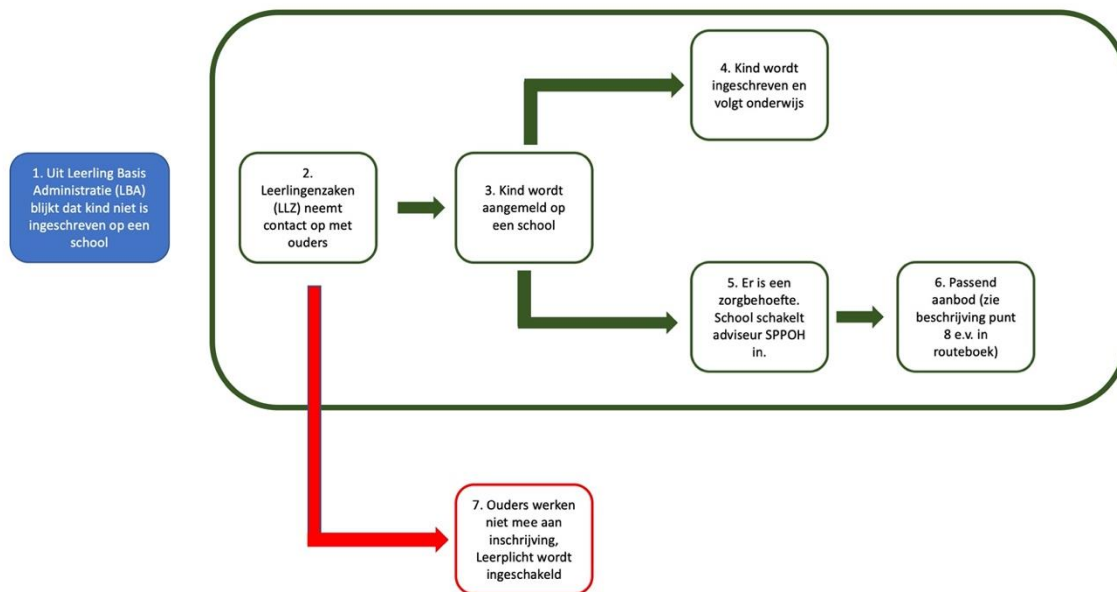 1. Uit Leerling Basis
Administratie (LBA)
blijkt dat kind niet is
ingeschreven op een
school
2.
Leerlingenzaken
(LLZ) neemt
contact op met
ouders
3. Kind wordt
aangemeld op
een school
4. Kind wordt
ingeschreven en
volgt onderwijs
5. Er is een
zorgbehoefte.
School schakelt
adviseur SPPOH
in.
6. Passend
aanbod (zie
beschrijving punt
8 e.v. in
routeboek)
7. Ouders werken
niet mee aan
inschrijving,
Leerplicht wordt
ingeschakeld